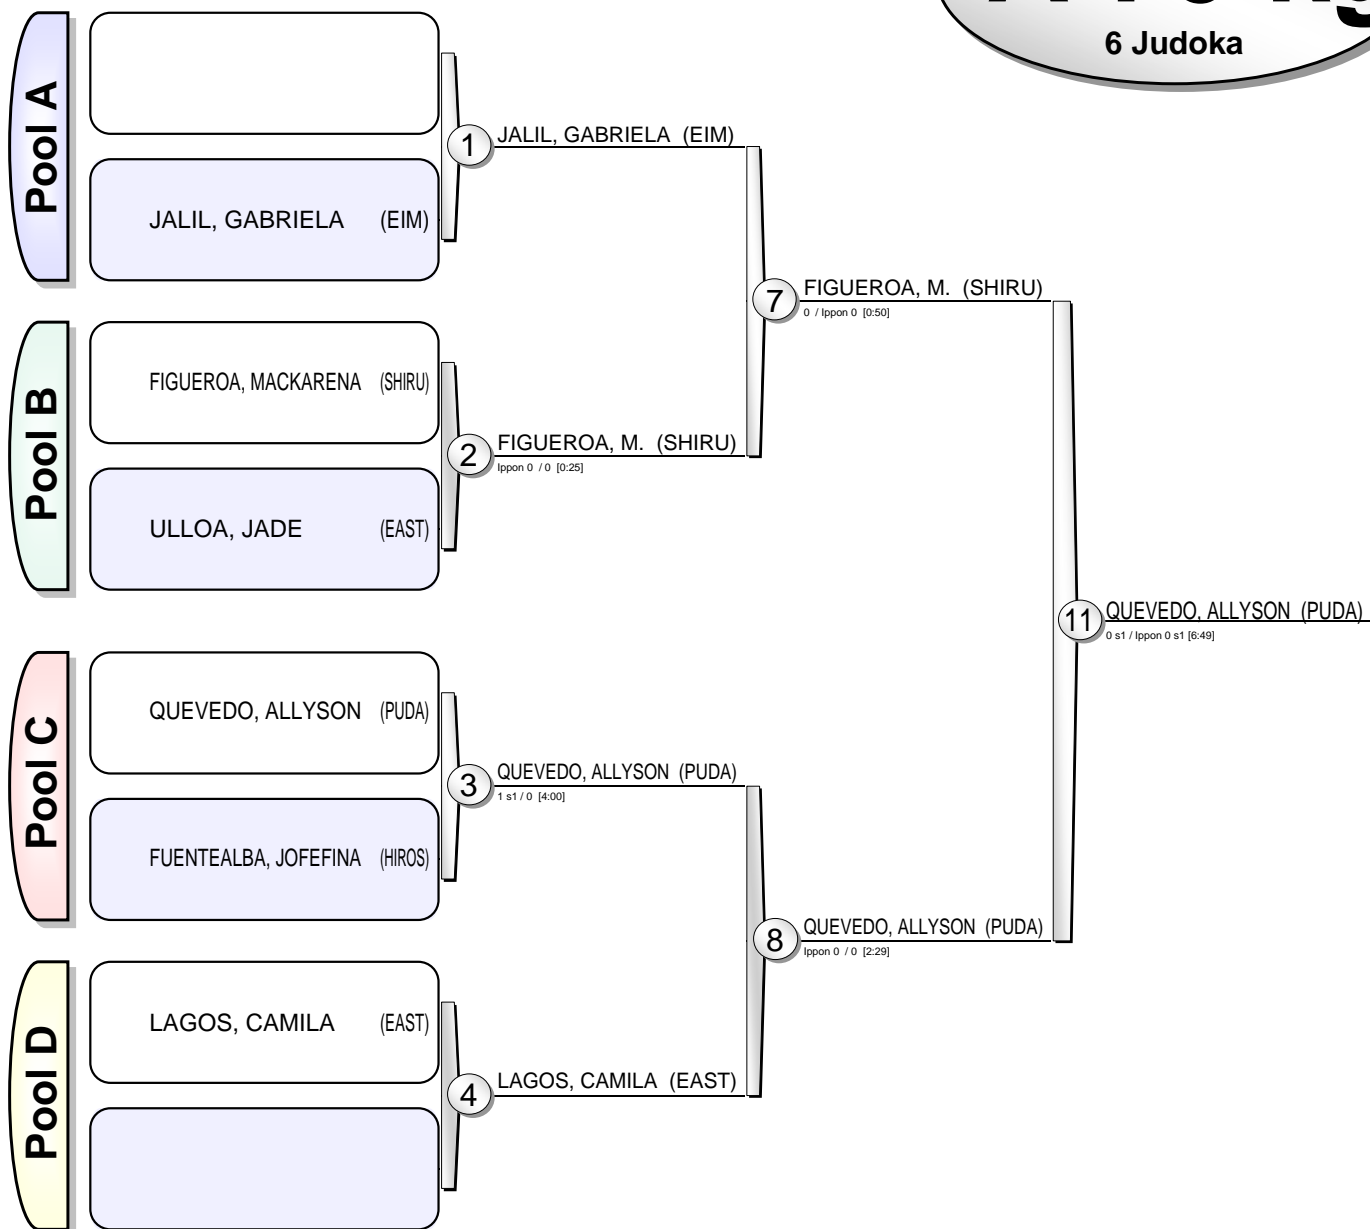 6 Judoka
Pool A
JALIL, GABRIELA (EIM)
1
JALIL, GABRIELA (EIM)
Pool B
FIGUEROA, MACKARENA (SHIRU)
ULLOA, JADE (EAST)
2
FIGUEROA, M. (SHIRU)
Ippon 0 / 0 [0:25]
7
FIGUEROA, M. (SHIRU)
0 / Ippon 0 [0:50]
Pool C
QUEVEDO, ALLYSON (PUDA)
FUENTEALBA, JOFEFINA (HIROS)
3
QUEVEDO, ALLYSON (PUDA)
1 s1 / 0 [4:00]
Pool D
LAGOS, CAMILA (EAST)
4
LAGOS, CAMILA (EAST)
8
QUEVEDO, ALLYSON (PUDA)
Ippon 0 / 0 [2:29]
11
QUEVEDO, ALLYSON (PUDA)
0 s1 / Ippon 0 s1 [6:49]